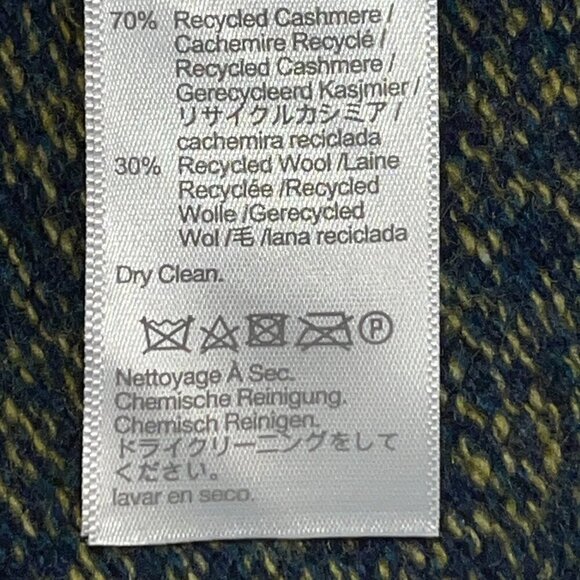 70% Recycled Cashmere /
Cachemire Recyclé /
Recycled Cashmere /
Gerecycleerd Kasjmier /
リサイクルカシミア /
cachemira reciclada
30% Recycled Wool /Laine
Recyclée /Recycled
Wolle /Gerecycled
Wol /毛 /lana reciclada
Dry Clean.
P
Nettoyage À Sec.
Chemische Reinigung.
Chemisch Reinigen.
ドライクリーニングをして
ください。
lavar en seco.